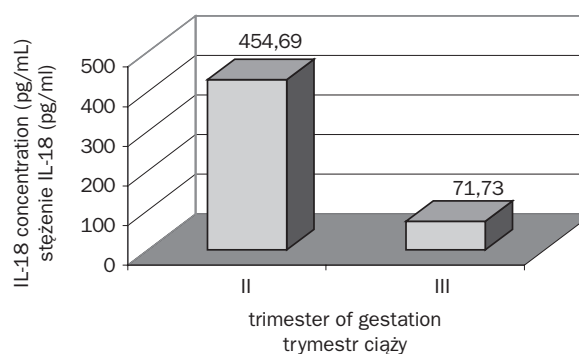 IL-18 concentration (pg/mL)
stężenie IL-18 (pg/ml)
500
400
300
200
100
0
454,69
71,73
II
III
trimester of gestation
trymestr ciąży